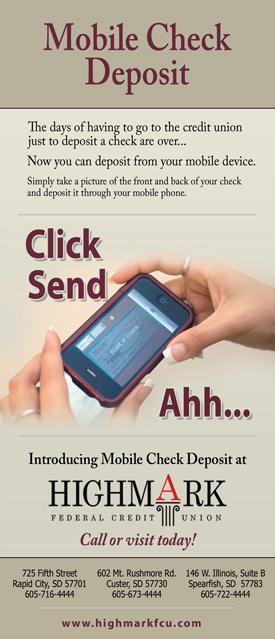 Mobile Check
Deposit
The days of having to go to the credit union
just to deposit a check are over...
Now you can deposit from your mobile device.
Simply take a picture of the front and back of your check
and deposit it through your mobile phone.
Click
Send
Front of Check
Ahh...
Introducing Mobile Check Deposit at
HIGHMARK
FEDERAL CREDIT UNION
Call or visit today!
725 Fifth Street
Rapid City, SD 57701
605-716-4444
602 Mt. Rushmore Rd.
Custer, SD 57730
605-673-4444
146 W. Illinois, Suite B
Spearfish, SD 57783
605-722-4444
www.highmarkfcu.com